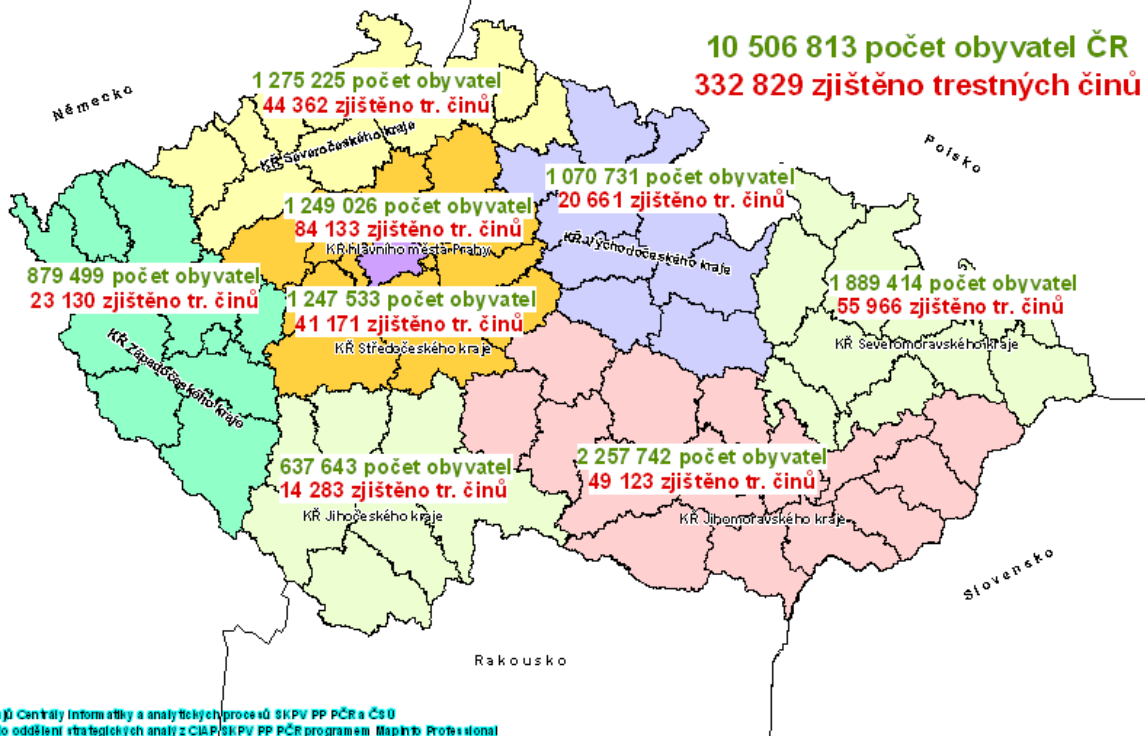 10 506 813 počet obyvatel ČR
332 829 zjištěno trestných činů
Německo
1 275 225 počet obyvatel
44 362 zjištěno tr. činů
KŘ Severočeského kraje
Polsko
1 070 731 počet obyvatel
20 661 zjištěno tr. činů
KŘ Východočeského kraje
1 249 026 počet obyvatel
84 133 zjištěno tr. činů
KŘ hlavního města Prahy
879 499 počet obyvatel
23 130 zjištěno tr. činů
KŘ Západočeského kraje
1 247 533 počet obyvatel
41 171 zjištěno tr. činů
KŘ Středočeského kraje
1 889 414 počet obyvatel
55 966 zjištěno tr. činů
KŘ Severomoravského kraje
637 643 počet obyvatel
14 283 zjištěno tr. činů
KŘ Jihočeského kraje
2 257 742 počet obyvatel
49 123 zjištěno tr. činů
KŘ Jihomoravského kraje
Slovensko
Rakousko
jů Centrály informatiky a analytických procesů SKPV PP PČR a ČSÚ
oddělení strategických analýz CIAP SKPV PP PČR programem MapInfo Professional